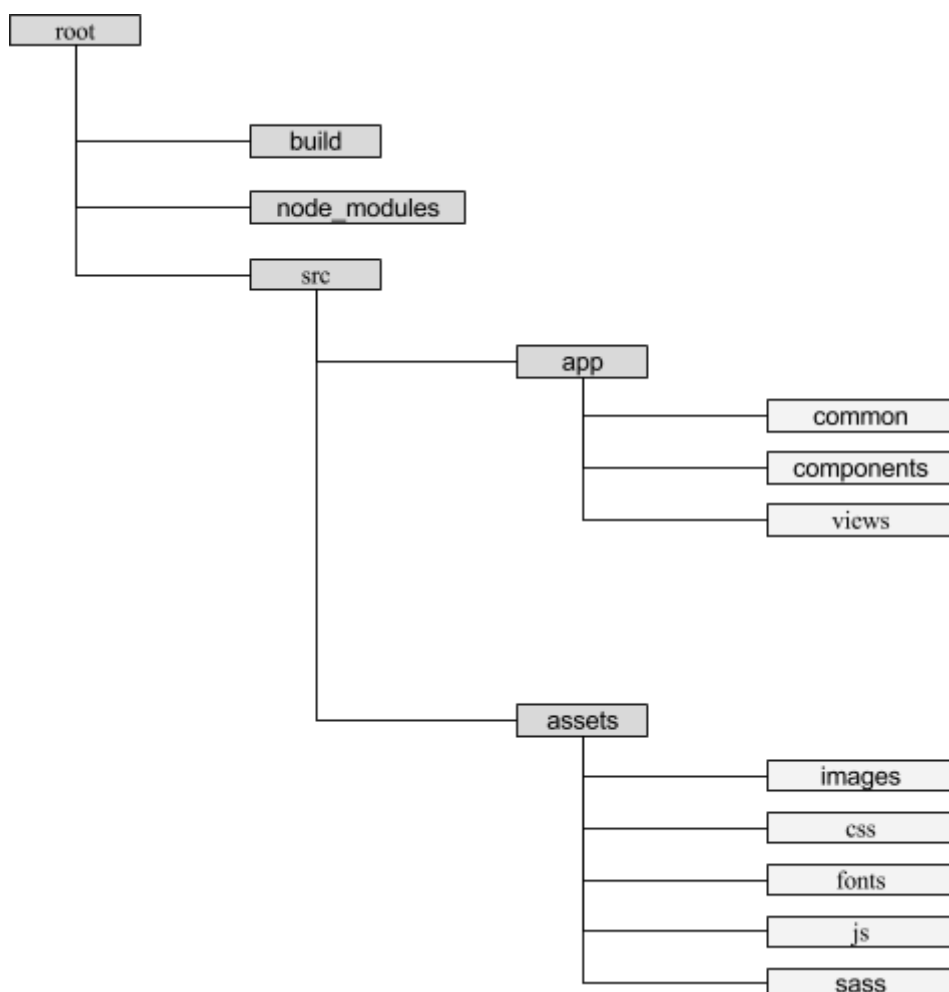 root
build
node_modules
src
app
common
components
views
assets
images
css
fonts
js
sass